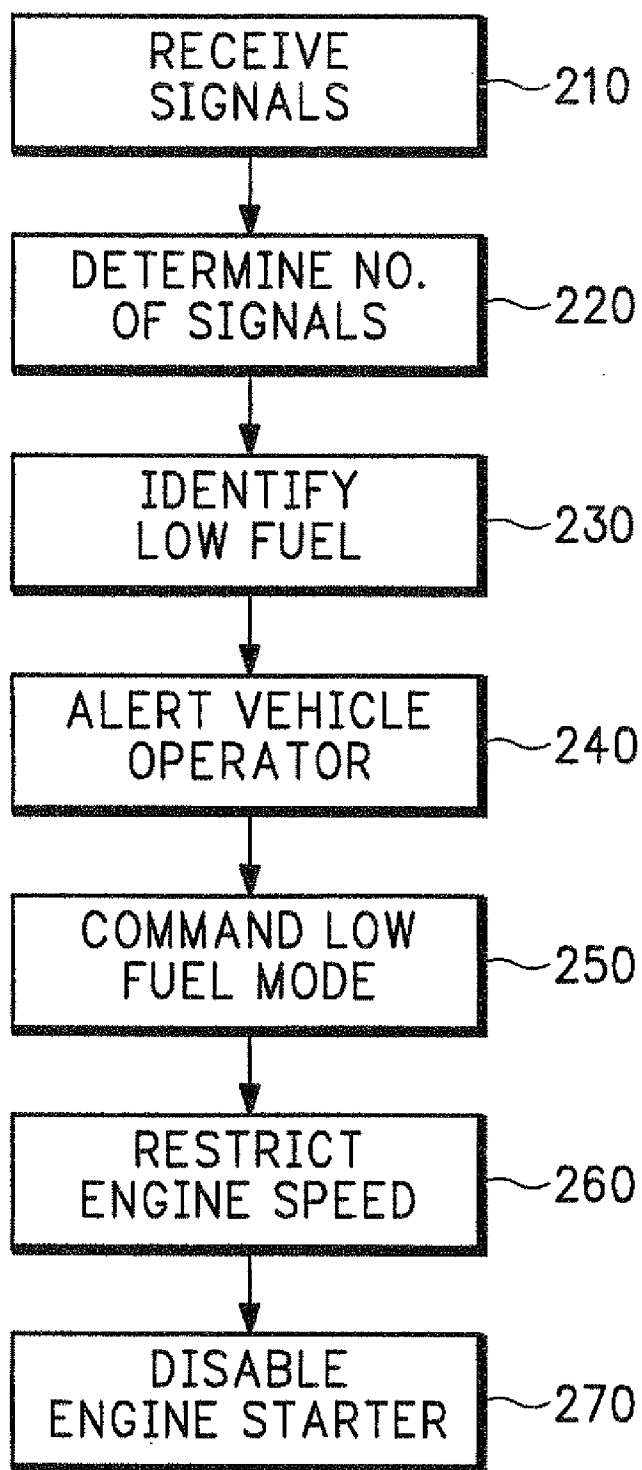 RECEIVE
SIGNALS
210
DETERMINE NO.
OF SIGNALS
220
IDENTIFY
LOW FUEL
230
ALERT VEHICLE
OPERATOR
240
COMMAND LOW
FUEL MODE
250
RESTRICT
ENGINE SPEED
260
DISABLE
ENGINE STARTER
270